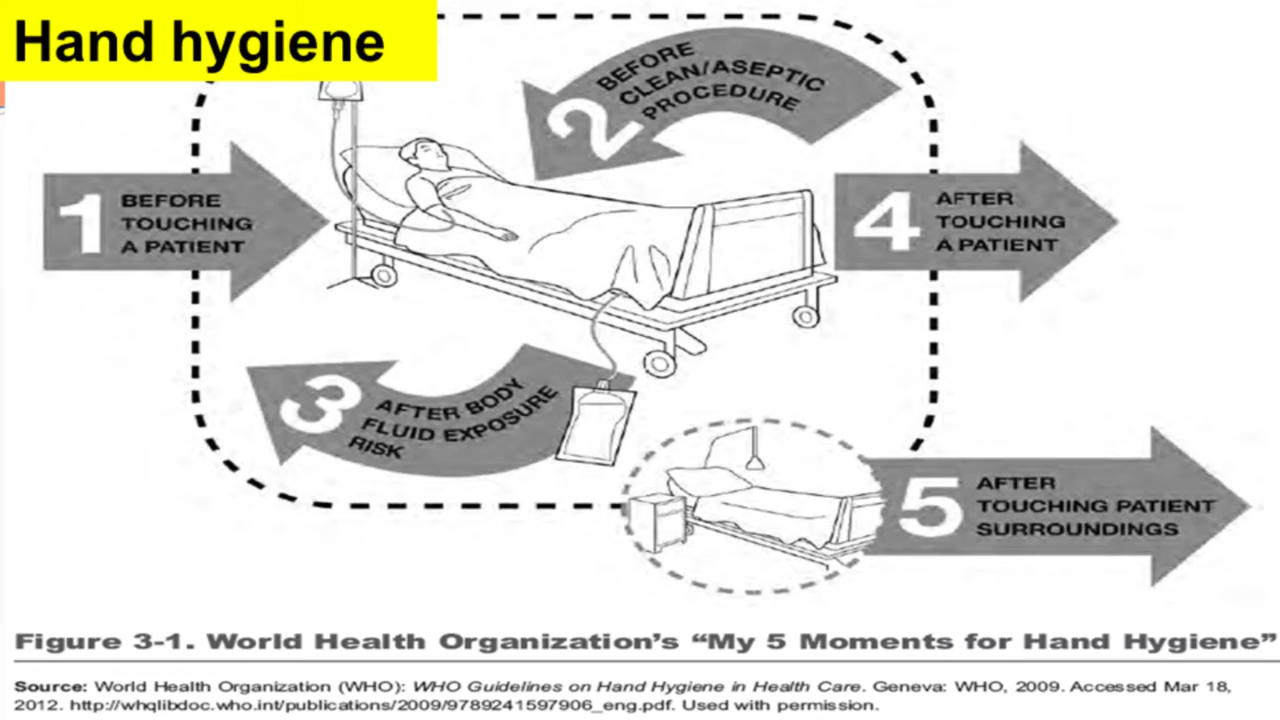 Hand hygiene
1
BEFORE
TOUCHING
A PATIENT
2
BEFORE
CLEAN/ASEPTIC
PROCEDURE
3
AFTER BODY
FLUID EXPOSURE
RISK
4
AFTER
TOUCHING
A PATIENT
5
AFTER
TOUCHING PATIENT
SURROUNDINGS
Figure 3-1. World Health Organization’s “My 5 Moments for Hand Hygiene”
Source: World Health Organization (WHO): WHO Guidelines on Hand Hygiene in Health Care. Geneva: WHO, 2009. Accessed Mar 18,
2012. http://whqlibdoc.who.int/publications/2009/9789241597906_eng.pdf. Used with permission.